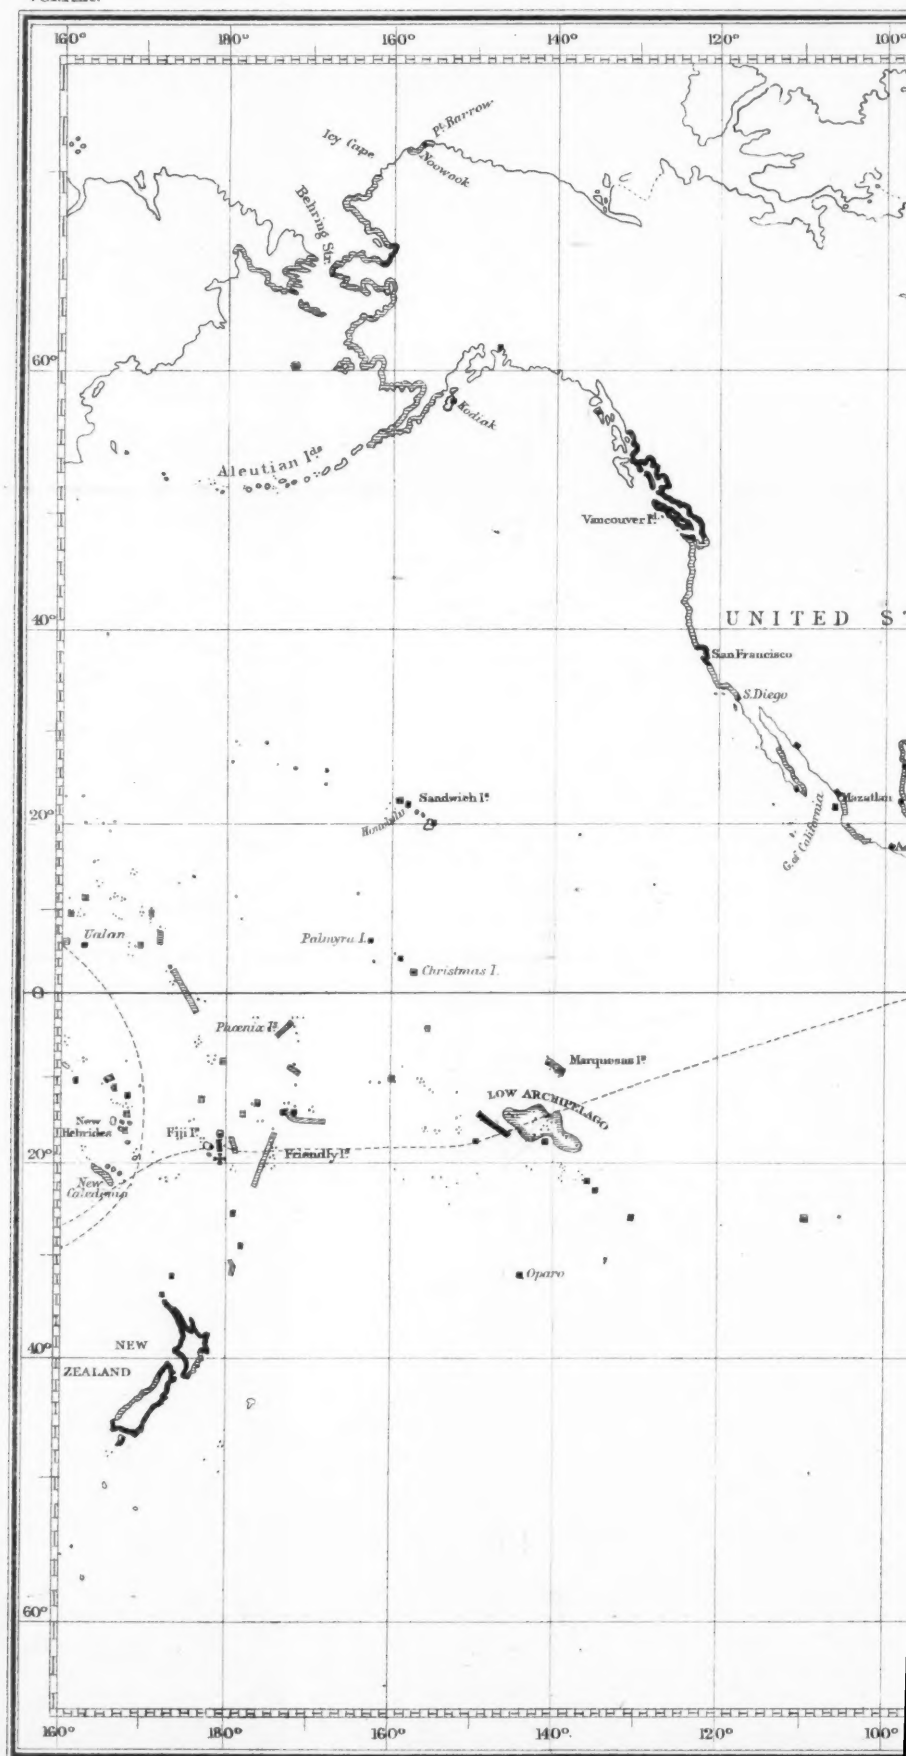 160° 180° 160° 140° 120° 100°
Pt. Barrow
Icy Cape
Noowook
Behring Str.
60°
Kodiak
Aleutian Ids
Vancouver Id.
40°
UNITED S
San Francisco
S. Diego
Sandwich Is
Honolulu
Mazatlan
G. of California
20°
Ualan
Palmyra I.
Christmas I.
0
Phœnix Is
Marquesas Is
LOW ARCHIPELAGO
New
Hebrides
Fiji Is
Friendly Is
20°
New
Caledonia
Oparo
NEW
ZEALAND
40°
60°
160° 180° 160° 140° 120° 100°